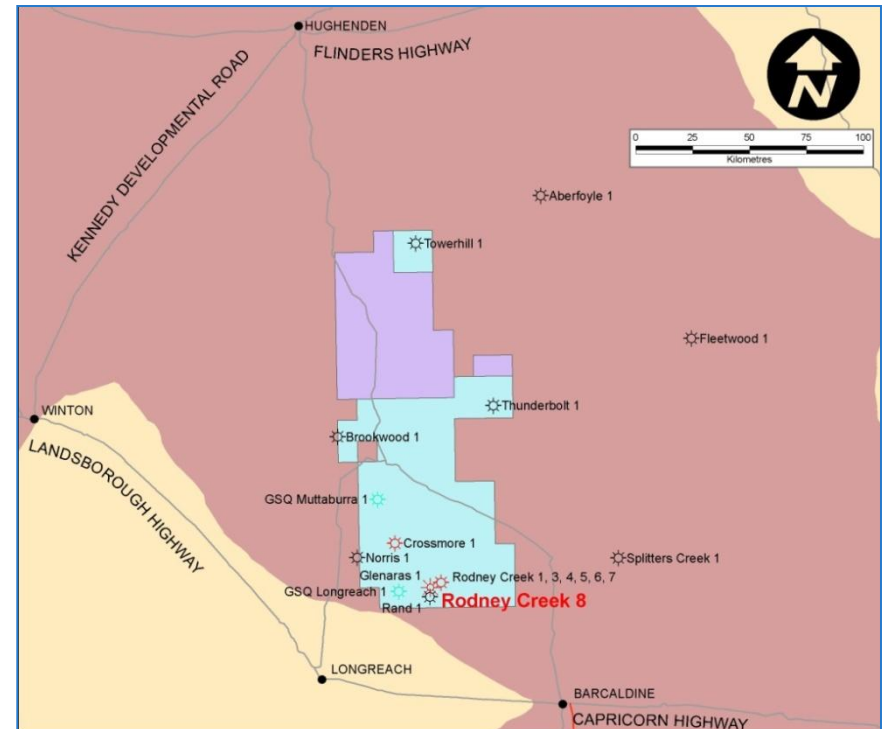 HUGHENDEN
FLINDERS HIGHWAY
KENNEDY DEVELOPMENTAL ROAD
N
0 25 50 75 100
Kilometres
Aberfoyle 1
Towerhill 1
Fleetwood 1
WINTON
Thunderbolt 1
Brookwood 1
LANDSBOROUGH HIGHWAY
GSQ Muttaburra 1
Crossmore 1
Norris 1
Splitters Creek 1
Glenaras 1
Rodney Creek 1, 3, 4, 5, 6, 7
GSQ Longreach 1
Rand 1
Rodney Creek 8
LONGREACH
BARCALDINE
CAPRICORN HIGHWAY